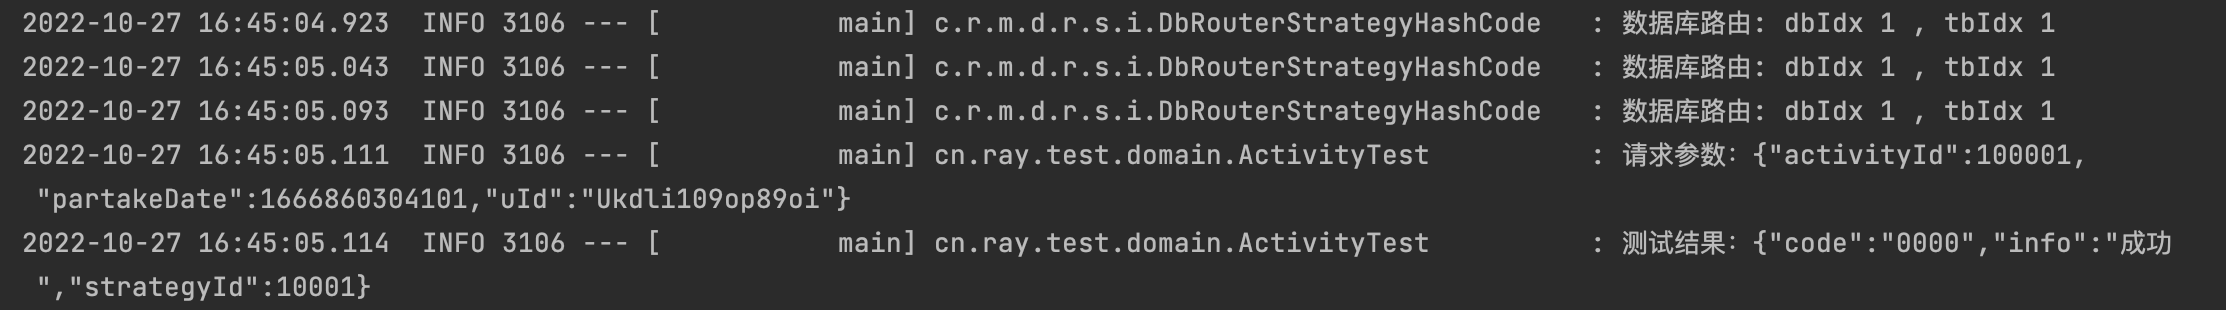 2022-10-27 16:45:04.923  INFO 3106 --- [           main] c.r.m.d.r.s.i.DbRouterStrategyHashCode   : 数据库路由: dbIdx 1 , tbIdx 1
2022-10-27 16:45:05.043  INFO 3106 --- [           main] c.r.m.d.r.s.i.DbRouterStrategyHashCode   : 数据库路由: dbIdx 1 , tbIdx 1
2022-10-27 16:45:05.093  INFO 3106 --- [           main] c.r.m.d.r.s.i.DbRouterStrategyHashCode   : 数据库路由: dbIdx 1 , tbIdx 1
2022-10-27 16:45:05.111  INFO 3106 --- [           main] cn.ray.test.domain.ActivityTest          : 请求参数: {"activityId":100001,
"partakeDate":1666860304101,"uId":"Ukdli109op89oi"}
2022-10-27 16:45:05.114  INFO 3106 --- [           main] cn.ray.test.domain.ActivityTest          : 测试结果: {"code":"0000","info":"成功
","strategyId":10001}